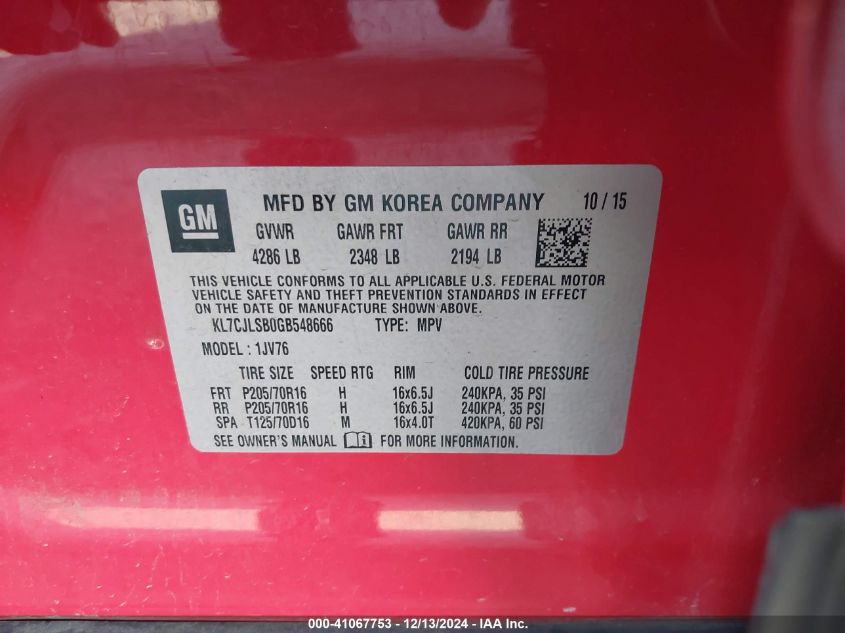 GM MFD BY GM KOREA COMPANY 10 / 15
GVWR GAWR FRT GAWR RR
4286 LB 2348 LB 2194 LB
THIS VEHICLE CONFORMS TO ALL APPLICABLE U.S. FEDERAL MOTOR
VEHICLE SAFETY AND THEFT PREVENTION STANDARDS IN EFFECT
ON THE DATE OF MANUFACTURE SHOWN ABOVE.
KL7CJLSB0GB548666 TYPE: MPV
MODEL : 1JV76
TIRE SIZE SPEED RTG RIM COLD TIRE PRESSURE
FRT P205/70R16 H 16x6.5J 240KPA, 35 PSI
RR P205/70R16 H 16x6.5J 240KPA, 35 PSI
SPA T125/70D16 M 16x4.0T 420KPA, 60 PSI
SEE OWNER'S MANUAL FOR MORE INFORMATION.
000-41067753 - 12/13/2024 - IAA Inc.